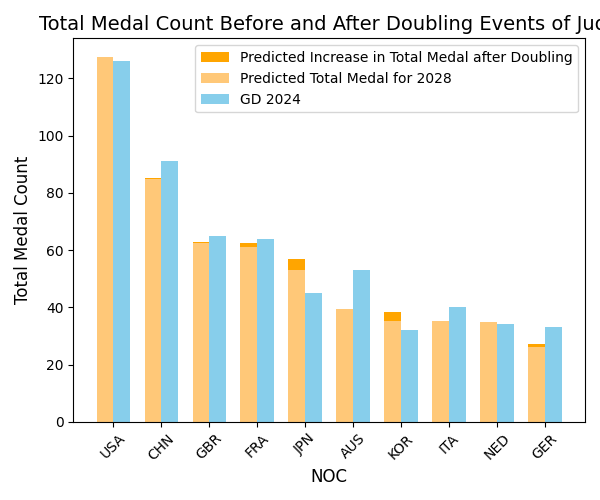 Total Medal Count Before and After Doubling Events of Jud
Predicted Increase in Total Medal after Doubling
Predicted Total Medal for 2028
GD 2024
Total Medal Count
120
100
80
60
40
20
0
USA
CHN
GBR
FRA
JPN
AUS
KOR
ITA
NED
GER
NOC